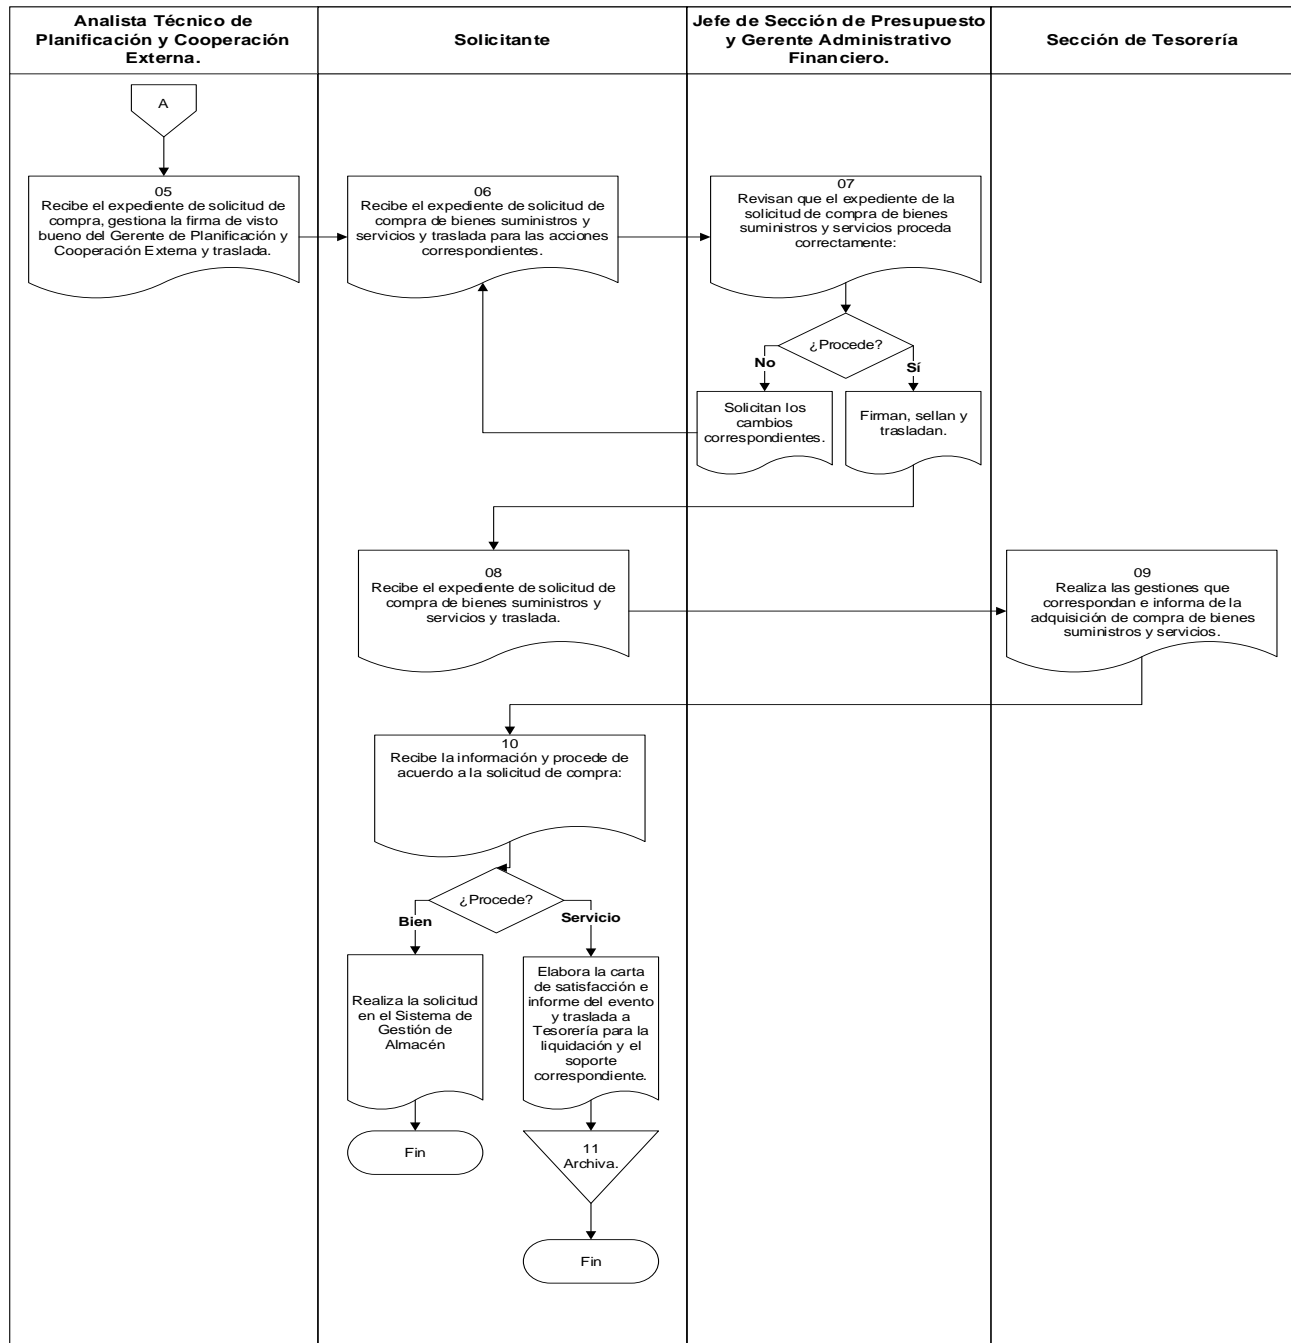 Analista Técnico de
Planificación y Cooperación
Externa.
Solicitante
Jefe de Sección de Presupuesto
y Gerente Administrativo
Financiero.
Sección de Tesorería
A
05
Recibe el expediente de solicitud de
compra, gestiona la firma de visto
bueno del Gerente de Planificación y
Cooperación Externa y traslada.
06
Recibe el expediente de solicitud de
compra de bienes suministros y
servicios y traslada para las acciones
correspondientes.
07
Revisan que el expediente de la
solicitud de compra de bienes
suministros y servicios proceda
correctamente:
¿Procede?
No
Sí
Solicitan los
cambios
correspondientes.
Firman, sellan y
trasladan.
08
Recibe el expediente de solicitud de
compra de bienes suministros y
servicios y traslada.
09
Realiza las gestiones que
correspondan e informa de la
adquisición de compra de bienes
suministros y servicios.
10
Recibe la información y procede de
acuerdo a la solicitud de compra:
¿Procede?
Bien
Servicio
Realiza la solicitud
en el Sistema de
Gestión de
Almacén
Elabora la carta
de satisfacción e
informe del evento
y traslada a
Tesorería para la
liquidación y el
soporte
correspondiente.
Fin
11
Archiva.
Fin